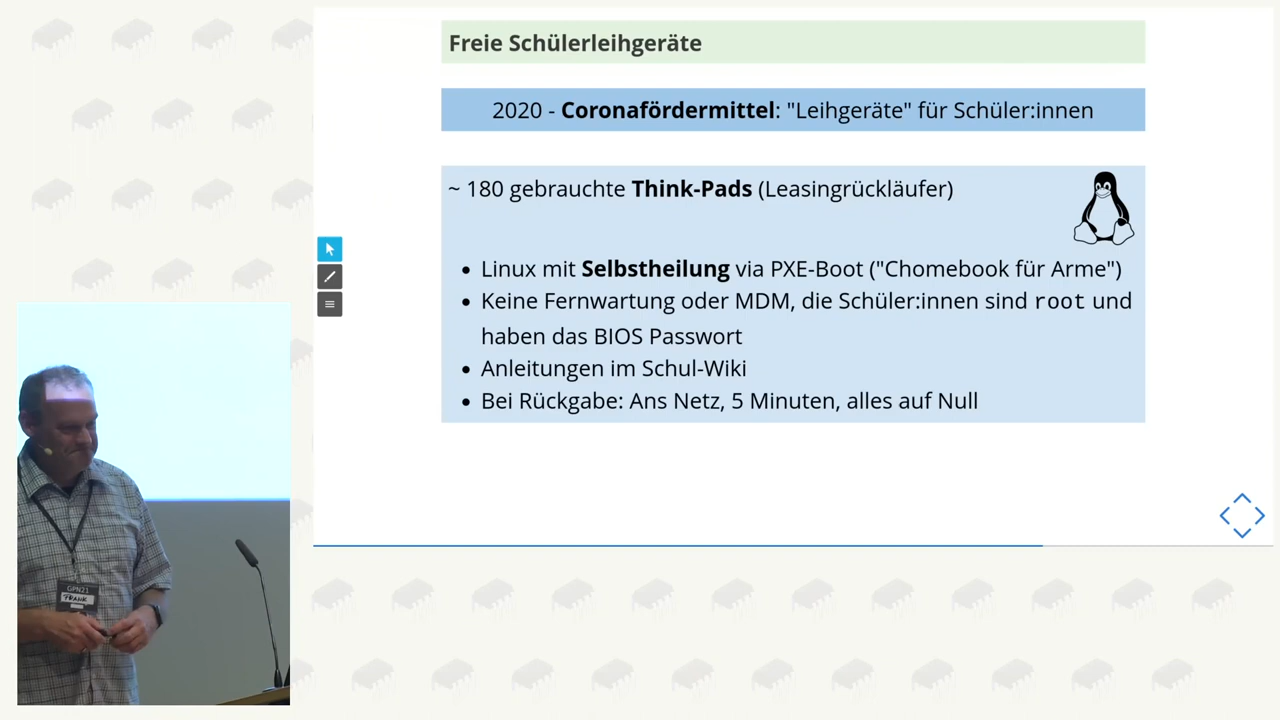 Freie Schülerleihgeräte
2020 - Coronafördermittel: "Leihgeräte" für Schüler:innen
~ 180 gebrauchte Think-Pads (Leasingrückläufer)
Linux mit Selbstheilung via PXE-Boot ("Chomebook für Arme")
Keine Fernwartung oder MDM, die Schüler:innen sind root und
haben das BIOS Passwort
Anleitungen im Schul-Wiki
Bei Rückgabe: Ans Netz, 5 Minuten, alles auf Null
GPN21
FRANK